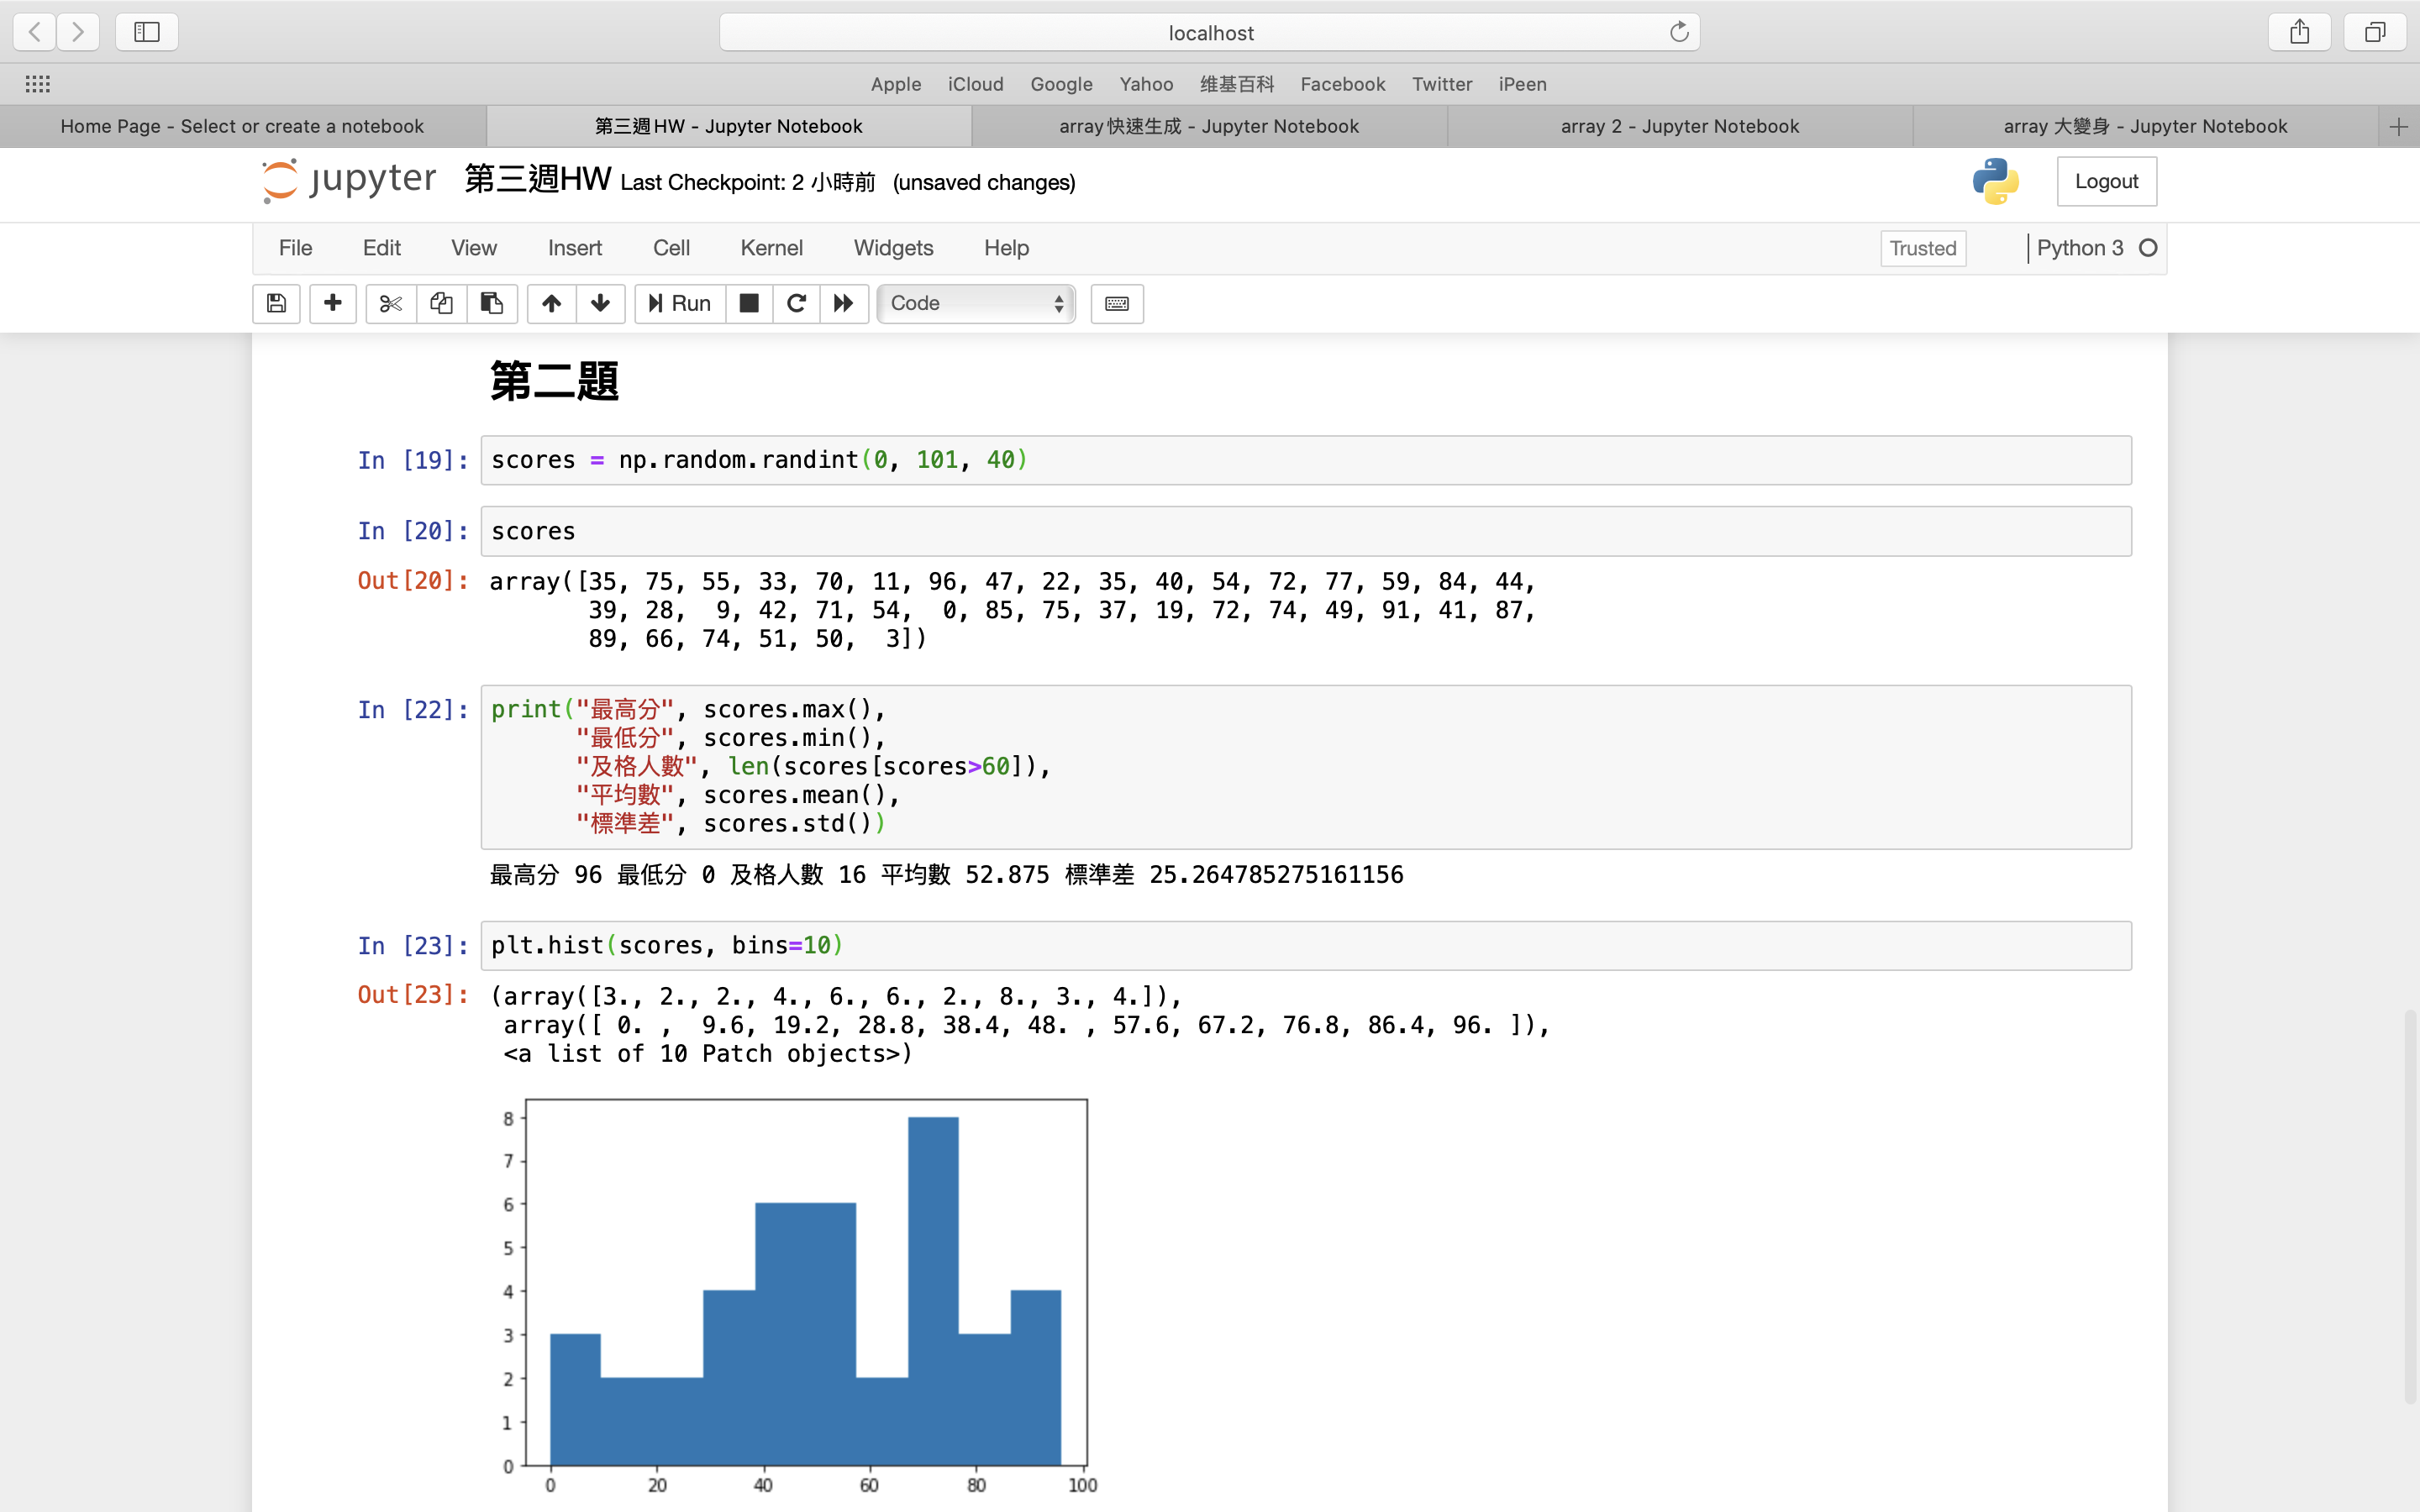 localhost
Apple iCloud Google Yahoo 维基百科 Facebook Twitter iPeen
Home Page - Select or create a notebook 第三週HW - Jupyter Notebook array快速生成 - Jupyter Notebook array 2 - Jupyter Notebook array 大變身 - Jupyter Notebook
jupyter 第三週HW Last Checkpoint: 2 小時前 (unsaved changes) Logout
File Edit View Insert Cell Kernel Widgets Help Trusted Python 3
Run Code
第二題
In [19]: scores = np.random.randint(0, 101, 40)
In [20]: scores
Out[20]: array([35, 75, 55, 33, 70, 11, 96, 47, 22, 35, 40, 54, 72, 77, 59, 84, 44,
39, 28, 9, 42, 71, 54, 0, 85, 75, 37, 19, 72, 74, 49, 91, 41, 87,
89, 66, 74, 51, 50, 3])
In [22]: print("最高分", scores.max(),
"最低分", scores.min(),
"及格人數", len(scores[scores>60]),
"平均數", scores.mean(),
"標準差", scores.std())
最高分 96 最低分 0 及格人數 16 平均數 52.875 標準差 25.264785275161156
In [23]: plt.hist(scores, bins=10)
Out[23]: (array([3., 2., 2., 4., 6., 6., 2., 8., 3., 4.]),
array([ 0. , 9.6, 19.2, 28.8, 38.4, 48. , 57.6, 67.2, 76.8, 86.4, 96. ]),
<a list of 10 Patch objects>)
8
7
6
5
4
3
2
1
0
0 20 40 60 80 100